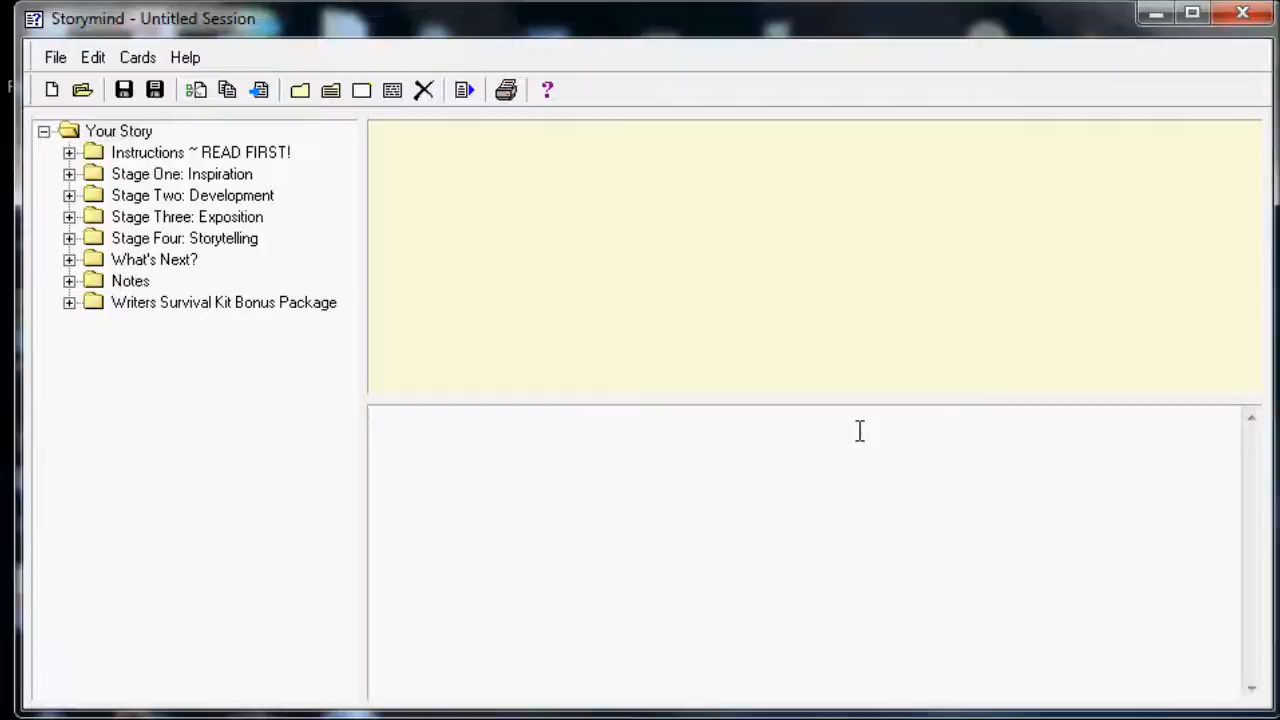 Storymind - Untitled Session
File Edit Cards Help
?
Your Story
Instructions ~ READ FIRST!
Stage One: Inspiration
Stage Two: Development
Stage Three: Exposition
Stage Four: Storytelling
What's Next?
Notes
Writers Survival Kit Bonus Package